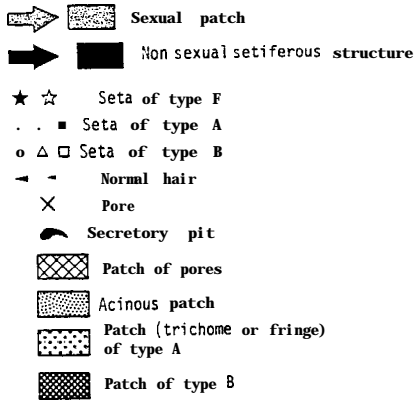 Sexual patch
Non sexual setiferous structure
Seta of type F
Seta of type A
Seta of type B
Normal hair
Pore
Secretory pit
Patch of pores
Acinous patch
Patch (trichome or fringe)
of type A
Patch of type B